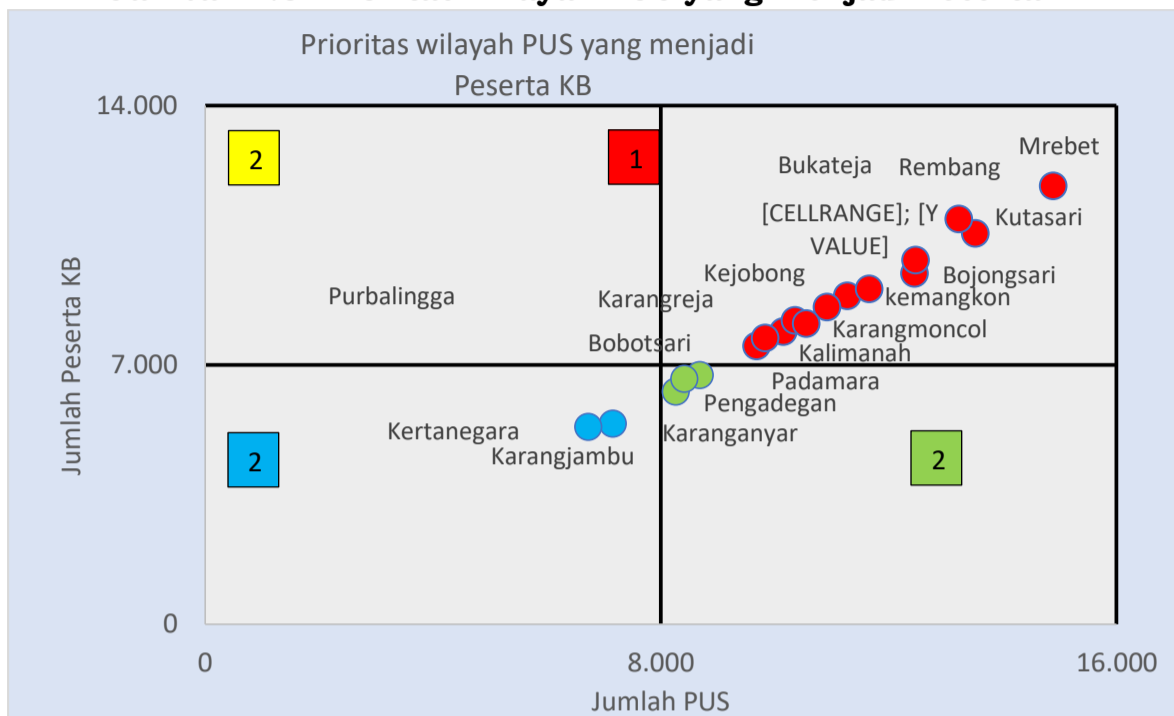 Prioritas wilayah PUS yang menjadi
Peserta KB
14.000
2
1
Mrebet
Bukateja
Rembang
[CELLRANGE]; [Y
VALUE]
Kutasari
Kejobong
Bojongsari
Purbalingga
Karangreja
kemangkon
Karangmoncol
Bobotsari
Kalimanah
7.000
Padamara
Pengadegan
Kertanegara
Karanganyar
Karangjambu
2
2
Jumlah Peserta KB
0
0
8.000
16.000
Jumlah PUS